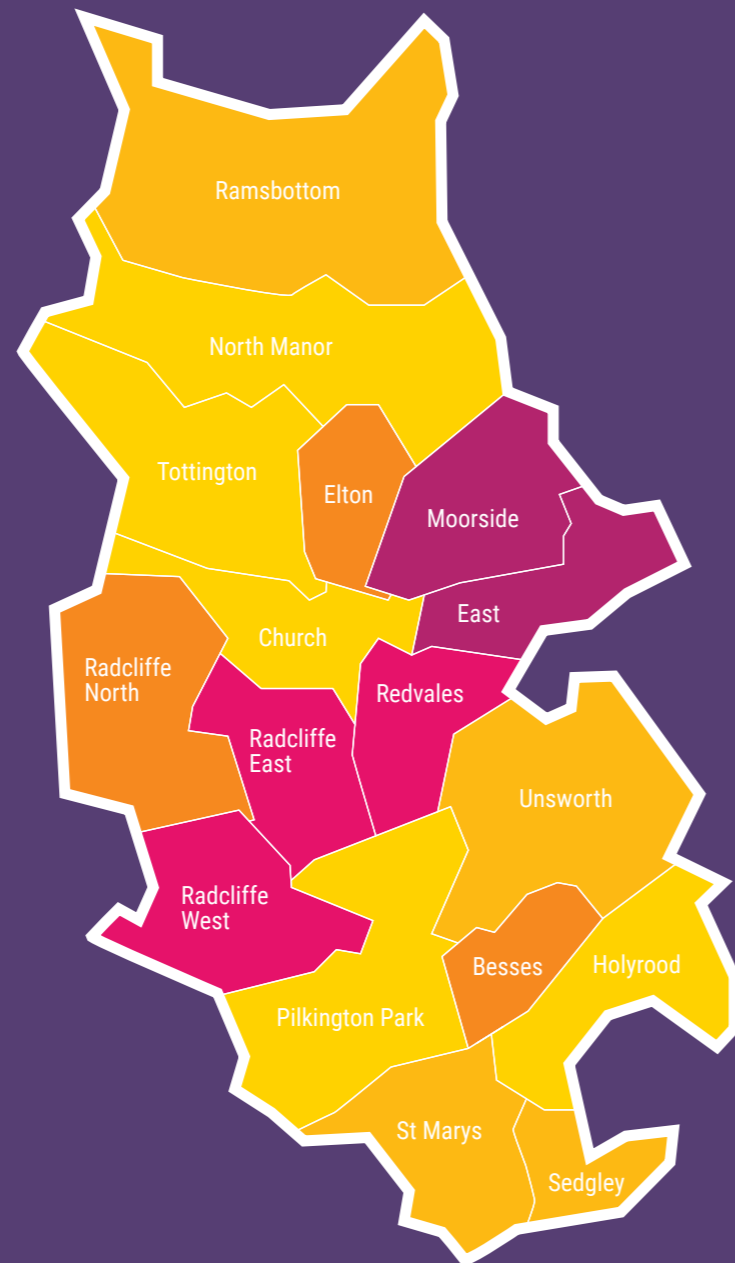 Ramsbottom
North Manor
Tottington
Elton
Moorside
East
Church
Radcliffe
North
Redvales
Radcliffe
East
Unsworth
Radcliffe
West
Besses
Holyrood
Pilkington Park
St Marys
Sedgley